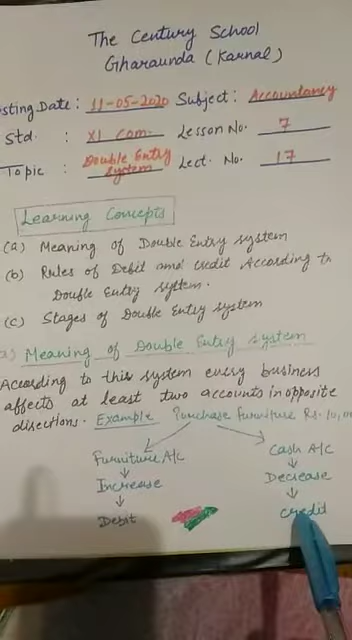 The Century School
Gharaunda (Karnal)
osting Date: 11-05-2020 Subject: Accountancy
Std. : XI com. Lesson No. 7
Topic : Double Entry System Lect. No. 17
Learning Concepts
(a) Meaning of Double Entry system
(b) Rules of Debit and credit According to
Double Entry system.
(c) Stages of Double Entry system
a) Meaning of Double Entry system
According to this system every business
affects at least two accounts in opposite
directions. Example Purchase furniture Rs. 10,00
Furniture A/C Cash A/C
Increase Decrease
Debit credit